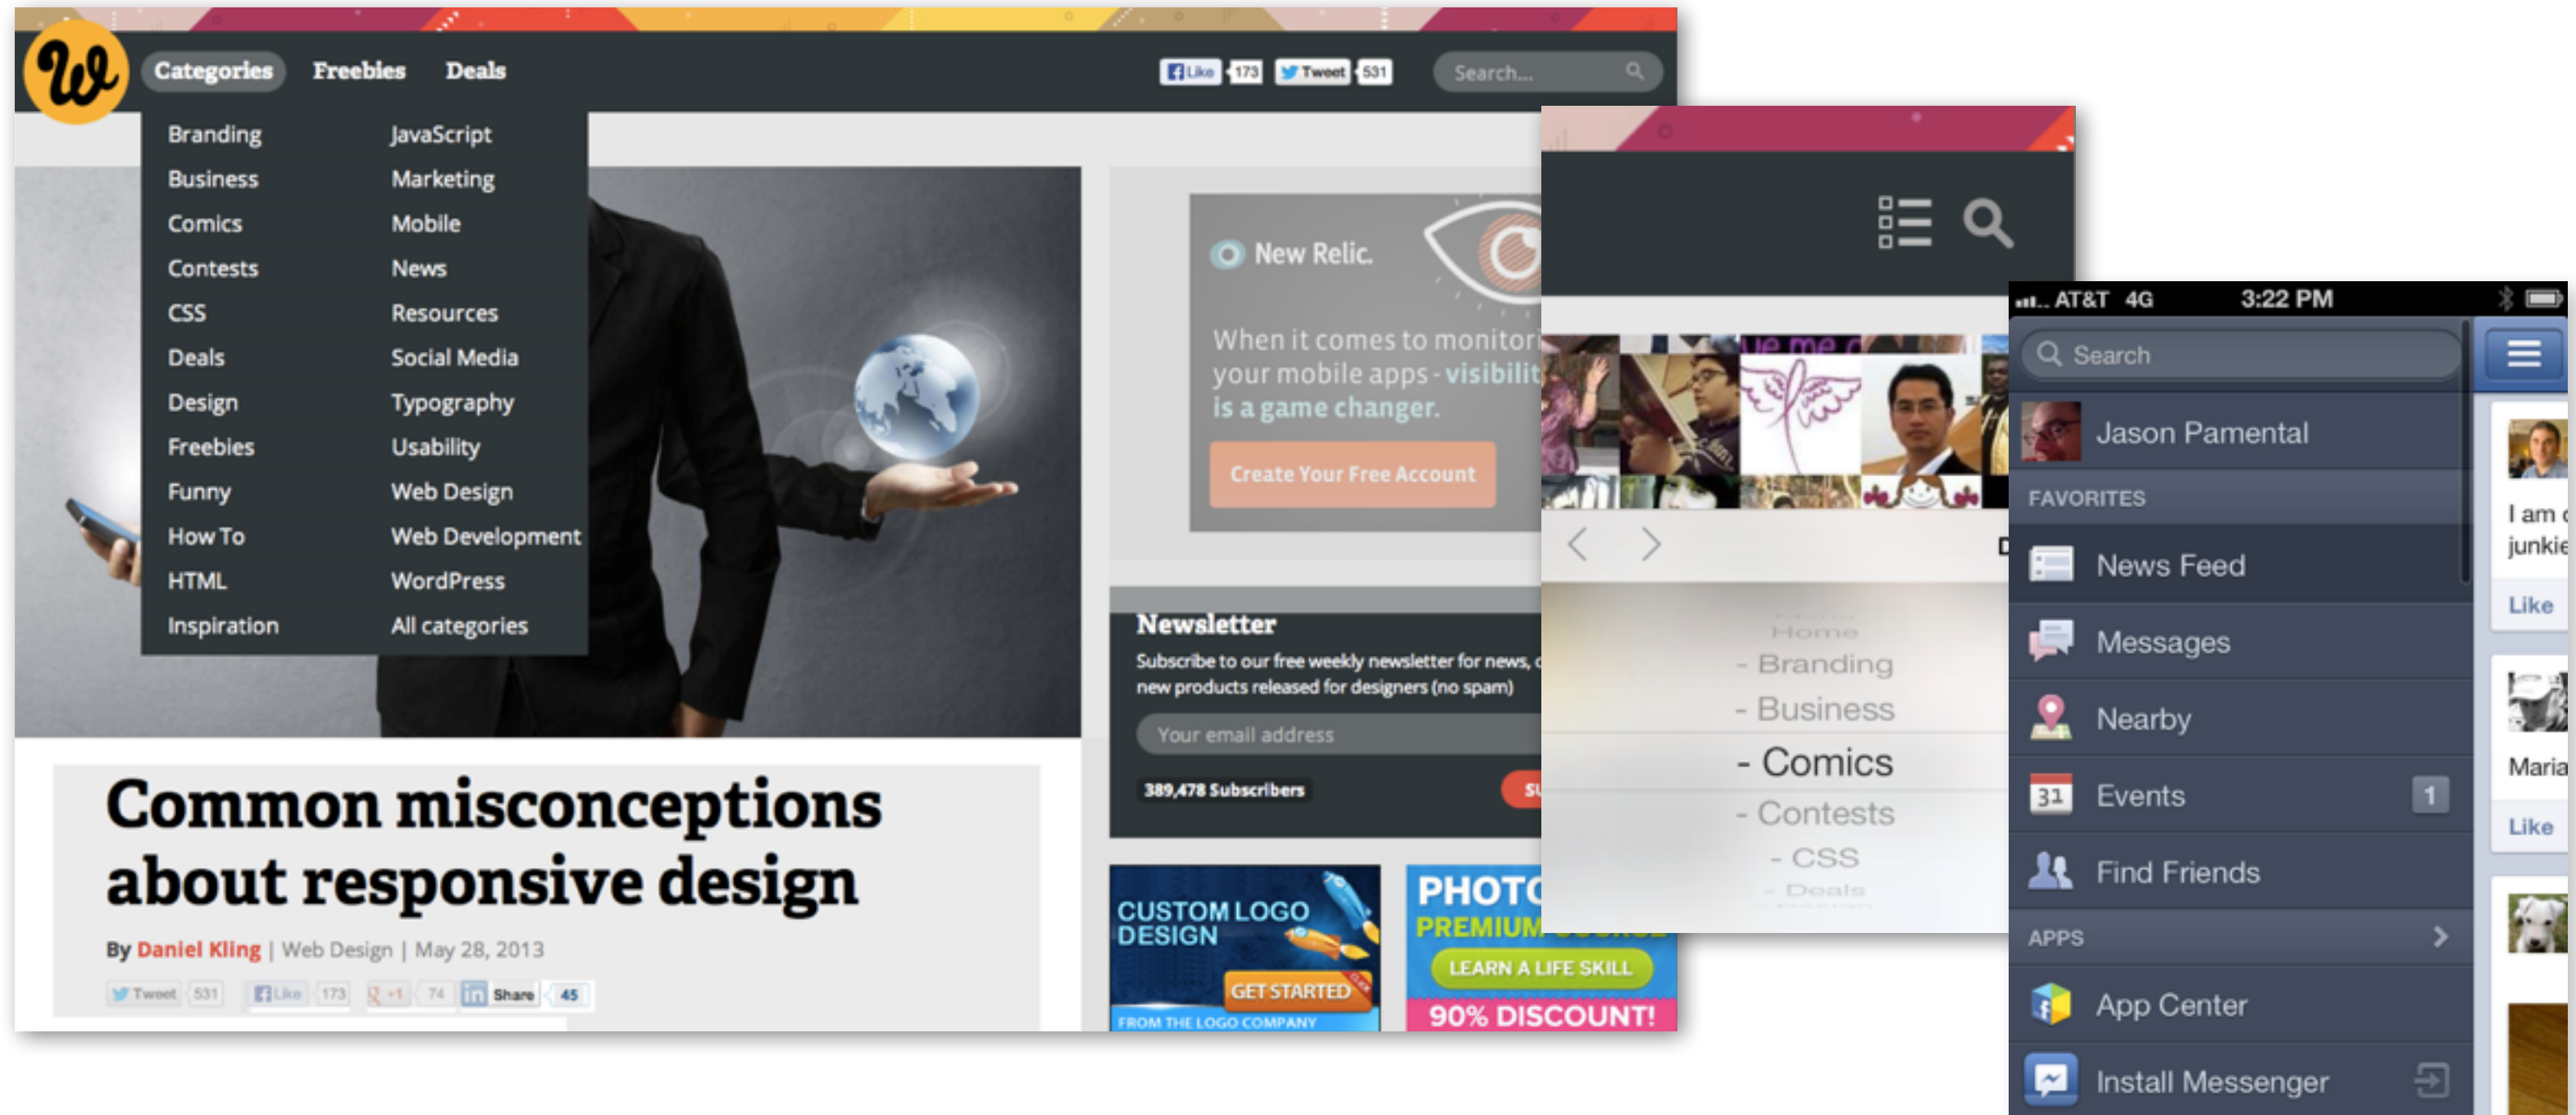 Categories Freebies Deals
Like 173 Tweet 531
Search...
Branding JavaScript
Business Marketing
Comics Mobile
Contests News
CSS Resources
Deals Social Media
Design Typography
Freebies Usability
Funny Web Design
How To Web Development
HTML WordPress
Inspiration All categories
New Relic.
When it comes to monitori
your mobile apps - visibilit
is a game changer.
Create Your Free Account
Newsletter
Subscribe to our free weekly newsletter for news,
new products released for designers (no spam)
Your email address
389,478 Subscribers
SU
Common misconceptions
about responsive design
By Daniel Kling | Web Design | May 28, 2013
Tweet 531 Like 173 +1 74 in Share 45
CUSTOM LOGO
DESIGN
GET STARTED
CLICK
FROM THE LOGO COMPANY
PHOTO
PREMIUM
LEARN A LIFE SKILL
90% DISCOUNT!
Home
- Branding
- Business
- Comics
- Contests
- CSS
- Deals
AT&T 4G 3:22 PM
Search
Jason Pamental
FAVORITES
News Feed
Messages
Nearby
31 Events 1
Find Friends
APPS
App Center
Install Messenger
I am
junkie
Like
Maria
Like